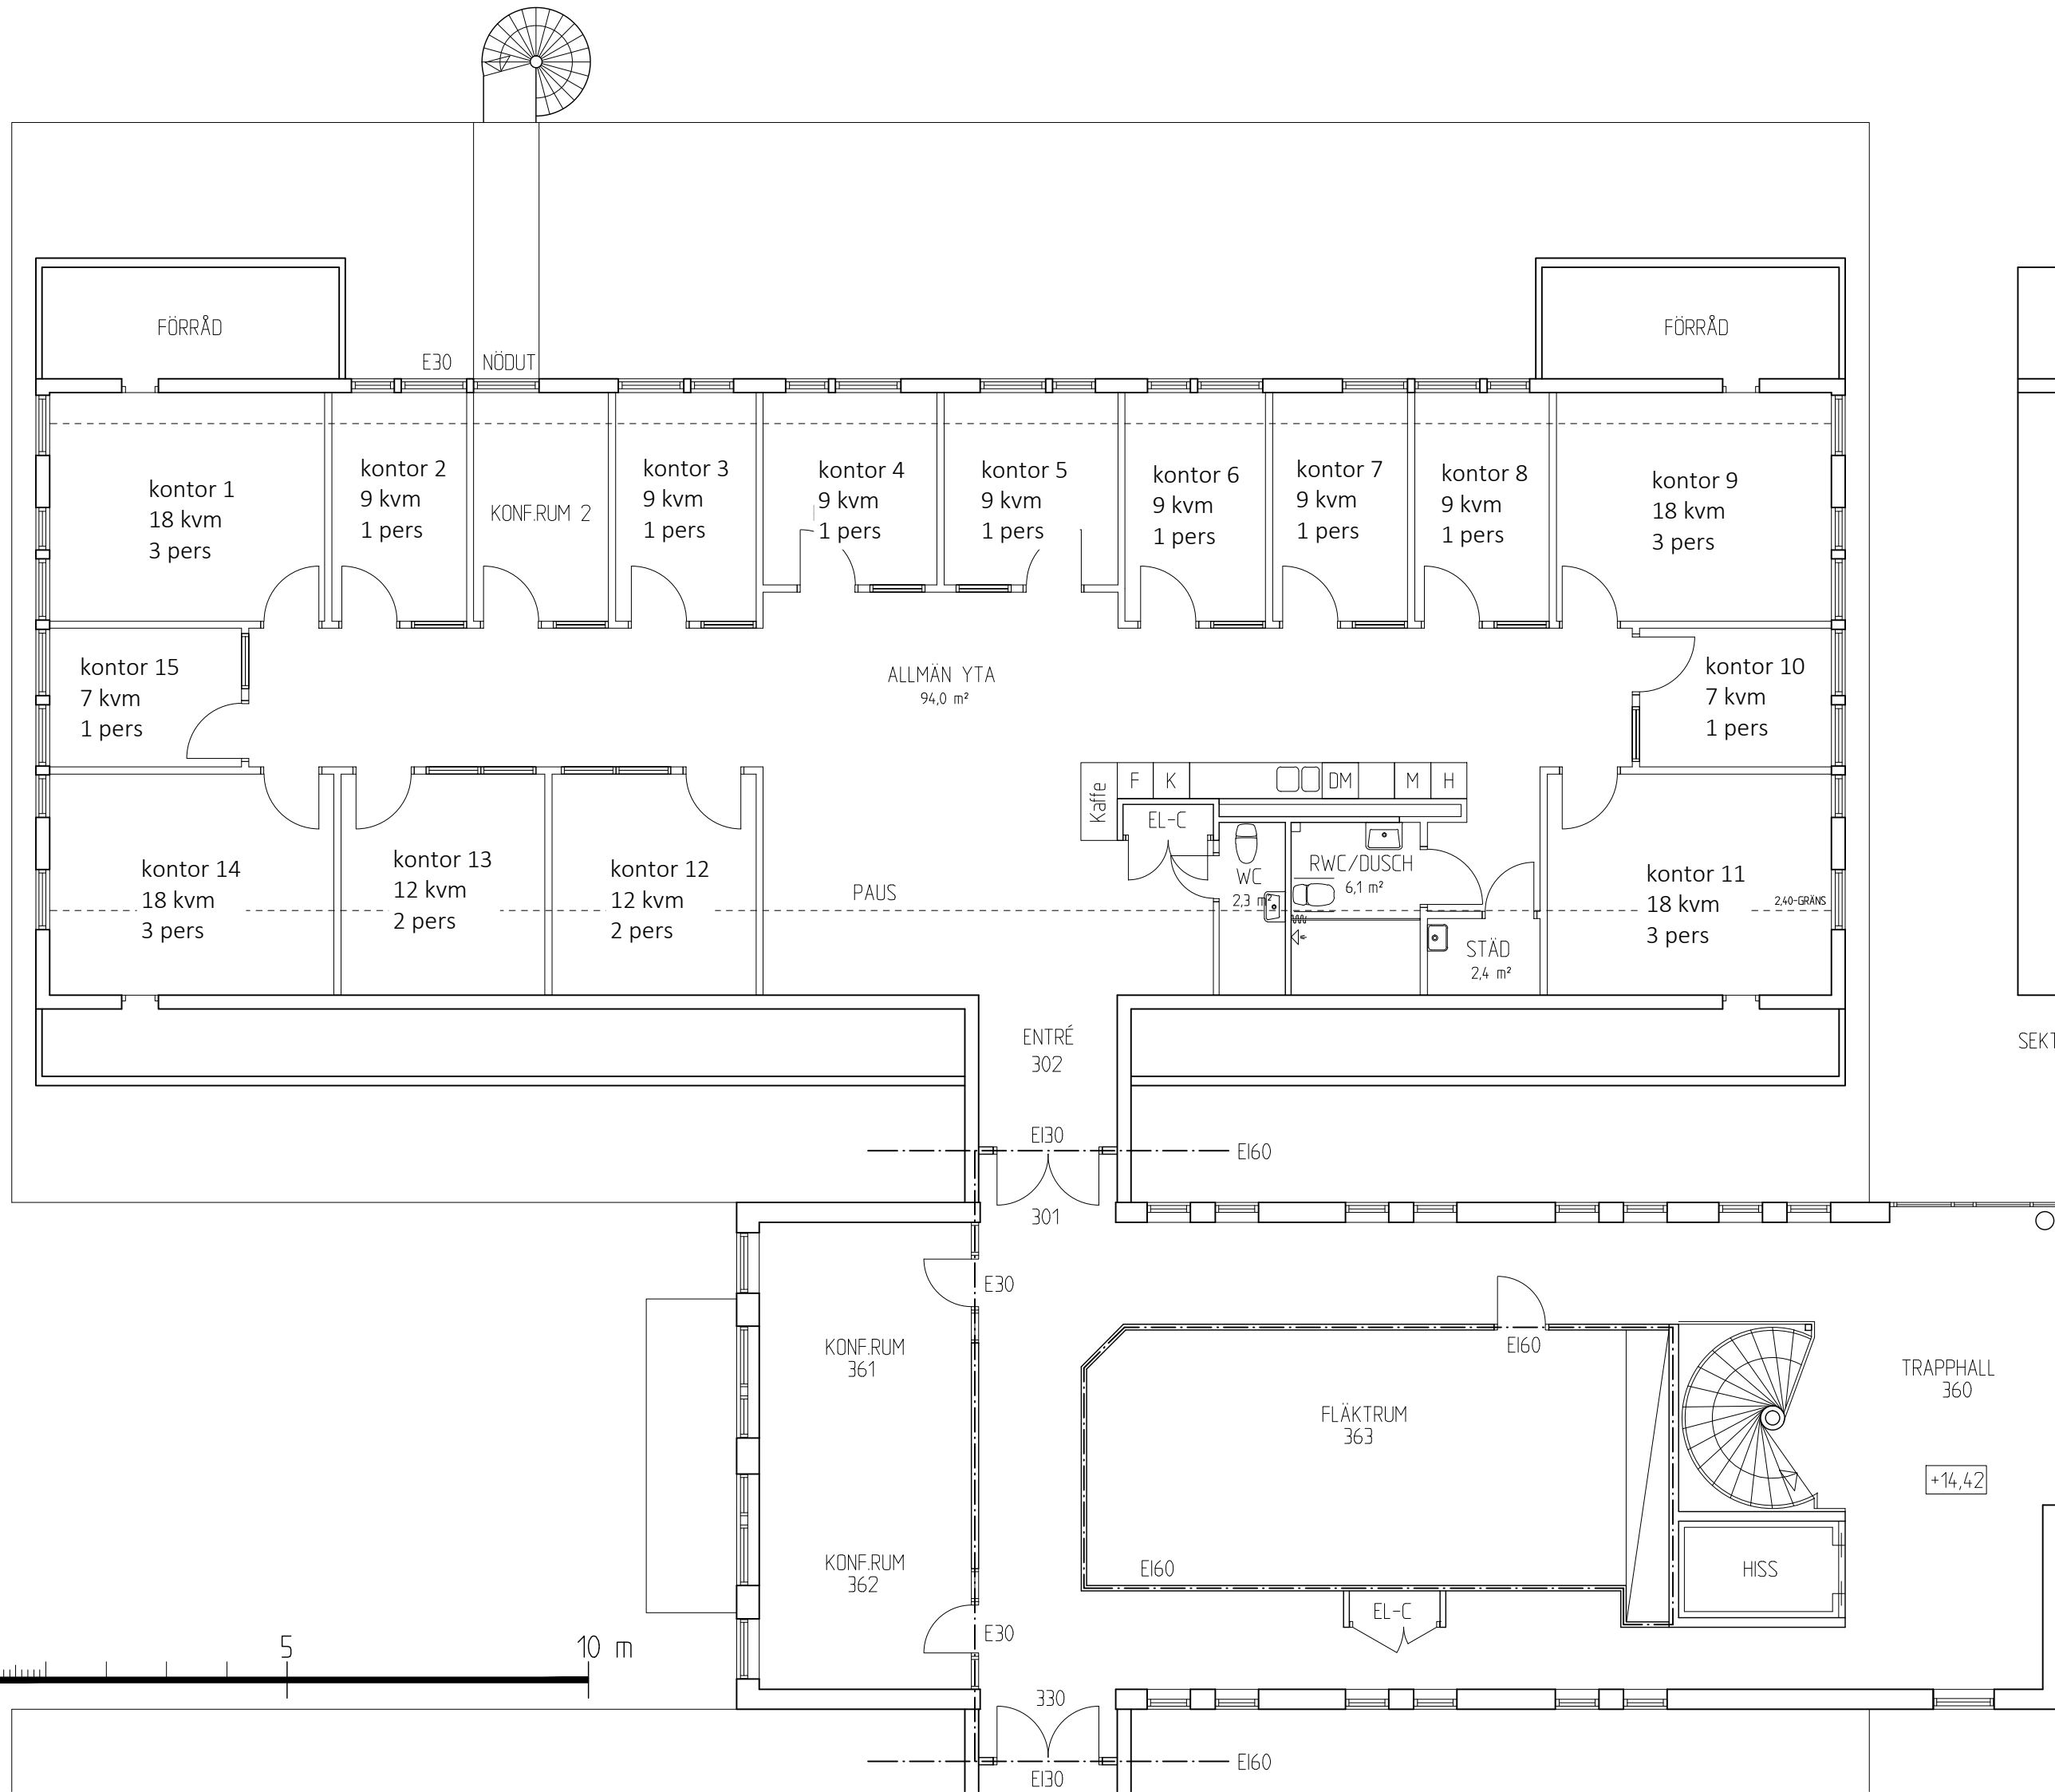 FÖRRÅD
FÖRRÅD
E30 NÖDUT
kontor 1
18 kvm
3 pers
kontor 2
9 kvm
1 pers
KONF.RUM 2
kontor 3
9 kvm
1 pers
kontor 4
9 kvm
1 pers
kontor 5
9 kvm
1 pers
kontor 6
9 kvm
1 pers
kontor 7
9 kvm
1 pers
kontor 8
9 kvm
1 pers
kontor 9
18 kvm
3 pers
kontor 15
7 kvm
1 pers
ALLMÄN YTA
94,0 m²
kontor 10
7 kvm
1 pers
Kaffe
F K DM M H
EL-C
kontor 14
18 kvm
3 pers
kontor 13
12 kvm
2 pers
kontor 12
12 kvm
2 pers
PAUS
WC
2,3 m²
RWC/DUSCH
6,1 m²
STÄD
2,4 m²
kontor 11
18 kvm
3 pers
2,40-GRÄNS
ENTRÉ
302
SEKT
EI30
EI60
301
E30
KONF.RUM
361
EI60
FLÄKTRUM
363
TRAPPHALL
360
+14,42
KONF.RUM
362
EI60
HISS
EL-C
E30
5 10 m
330
EI60
EI30